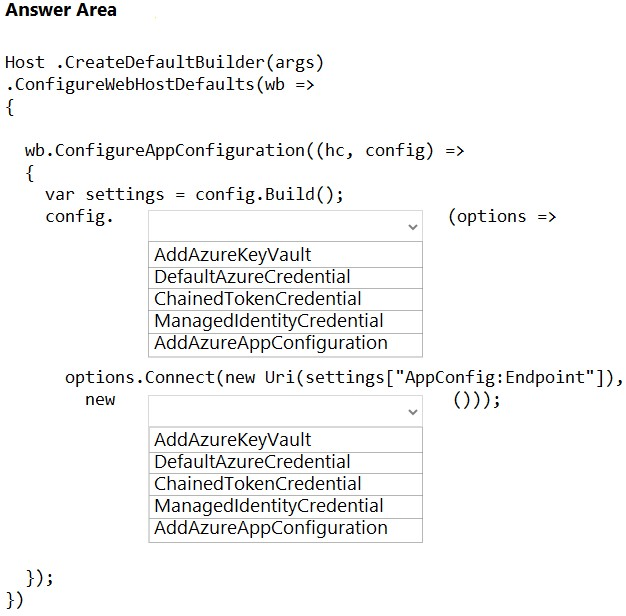 Answer Area
Host .CreateDefaultBuilder(args)
.ConfigureWebHostDefaults(wb =>
{
wb.ConfigureAppConfiguration((hc, config) =>
{
var settings = config.Build();
config. (options =>
AddAzureKeyVault
DefaultAzureCredential
ChainedTokenCredential
ManagedIdentityCredential
AddAzureAppConfiguration
options.Connect(new Uri(settings["AppConfig:Endpoint"]),
new ()));
AddAzureKeyVault
DefaultAzureCredential
ChainedTokenCredential
ManagedIdentityCredential
AddAzureAppConfiguration
});
})